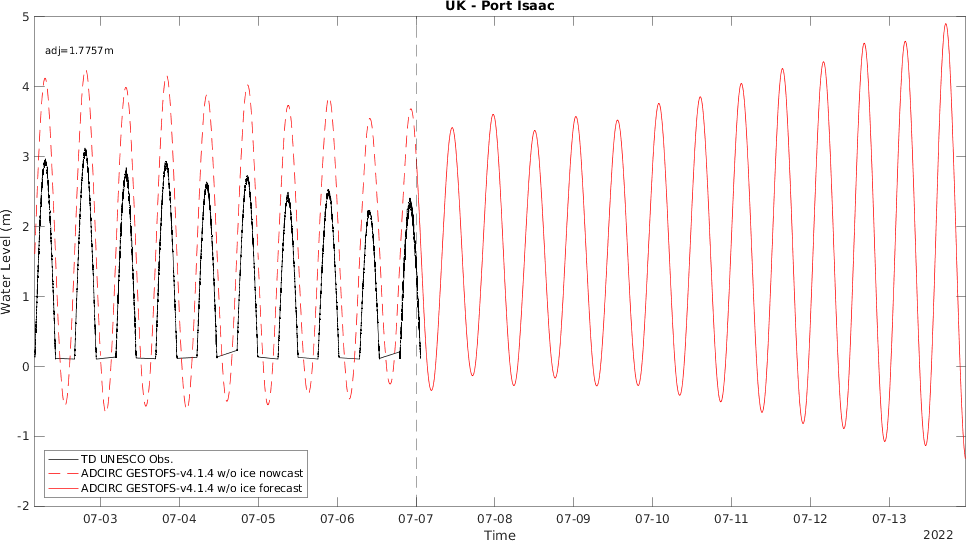 UK - Port Isaac
adj=1.7757m
5
4
3
2
1
0
-1
-2
Water Level (m)
TD UNESCO Obs.
ADCIRC GESTOFS-v4.1.4 w/o ice nowcast
ADCIRC GESTOFS-v4.1.4 w/o ice forecast
07-03 07-04 07-05 07-06 07-07 07-08 07-09 07-10 07-11 07-12 07-13
Time
2022